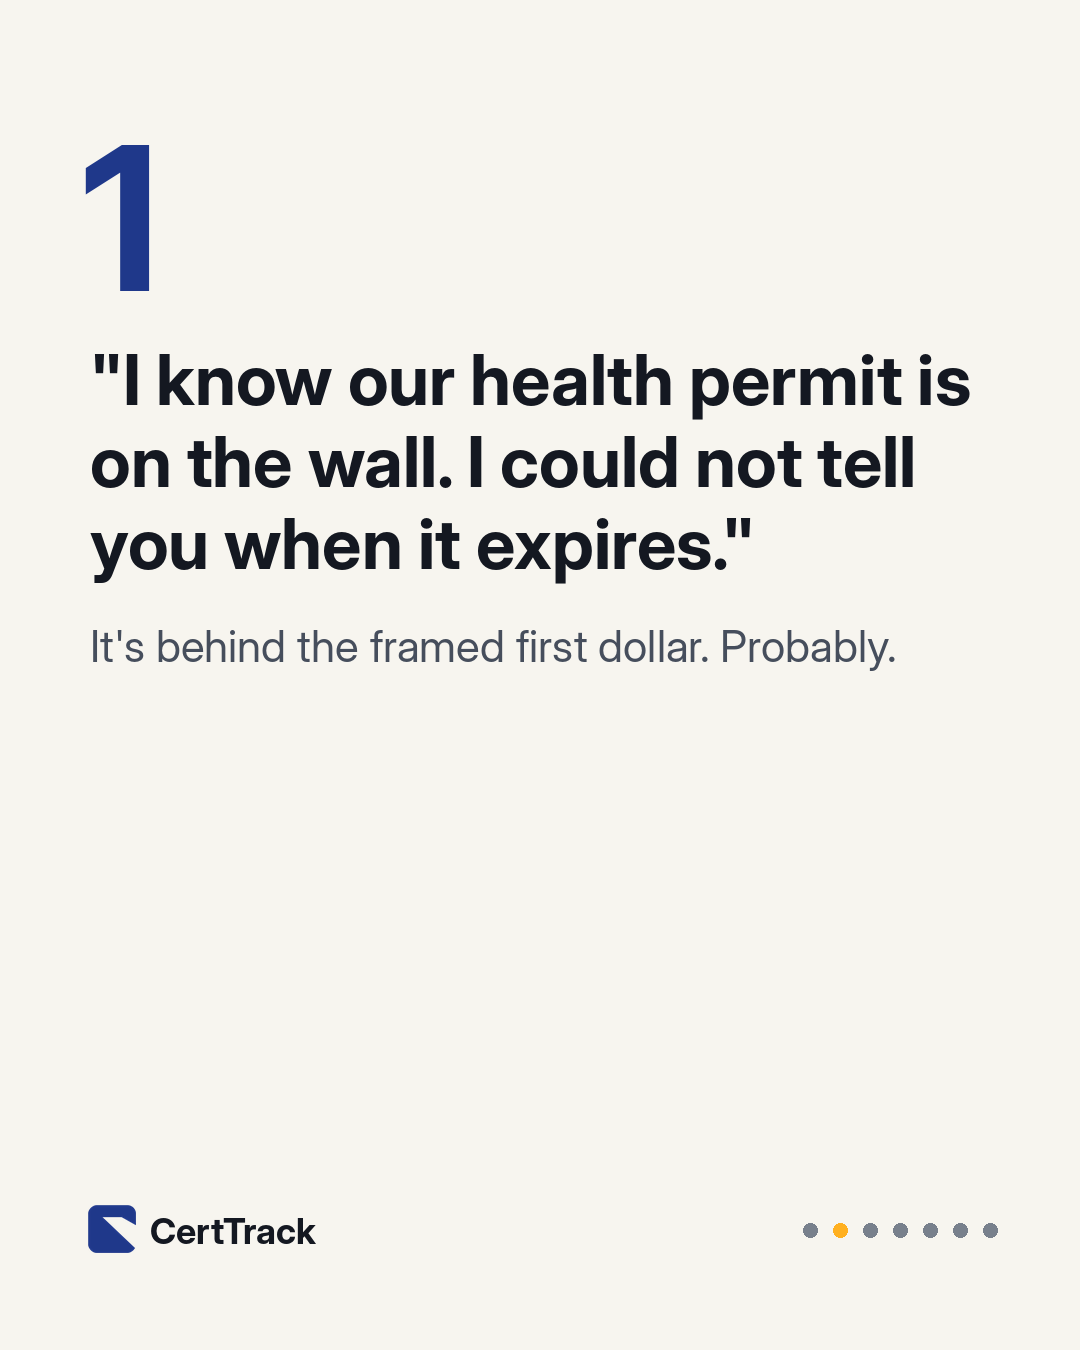 1
"I know our health permit is
on the wall. I could not tell
you when it expires."
It's behind the framed first dollar. Probably.
CertTrack